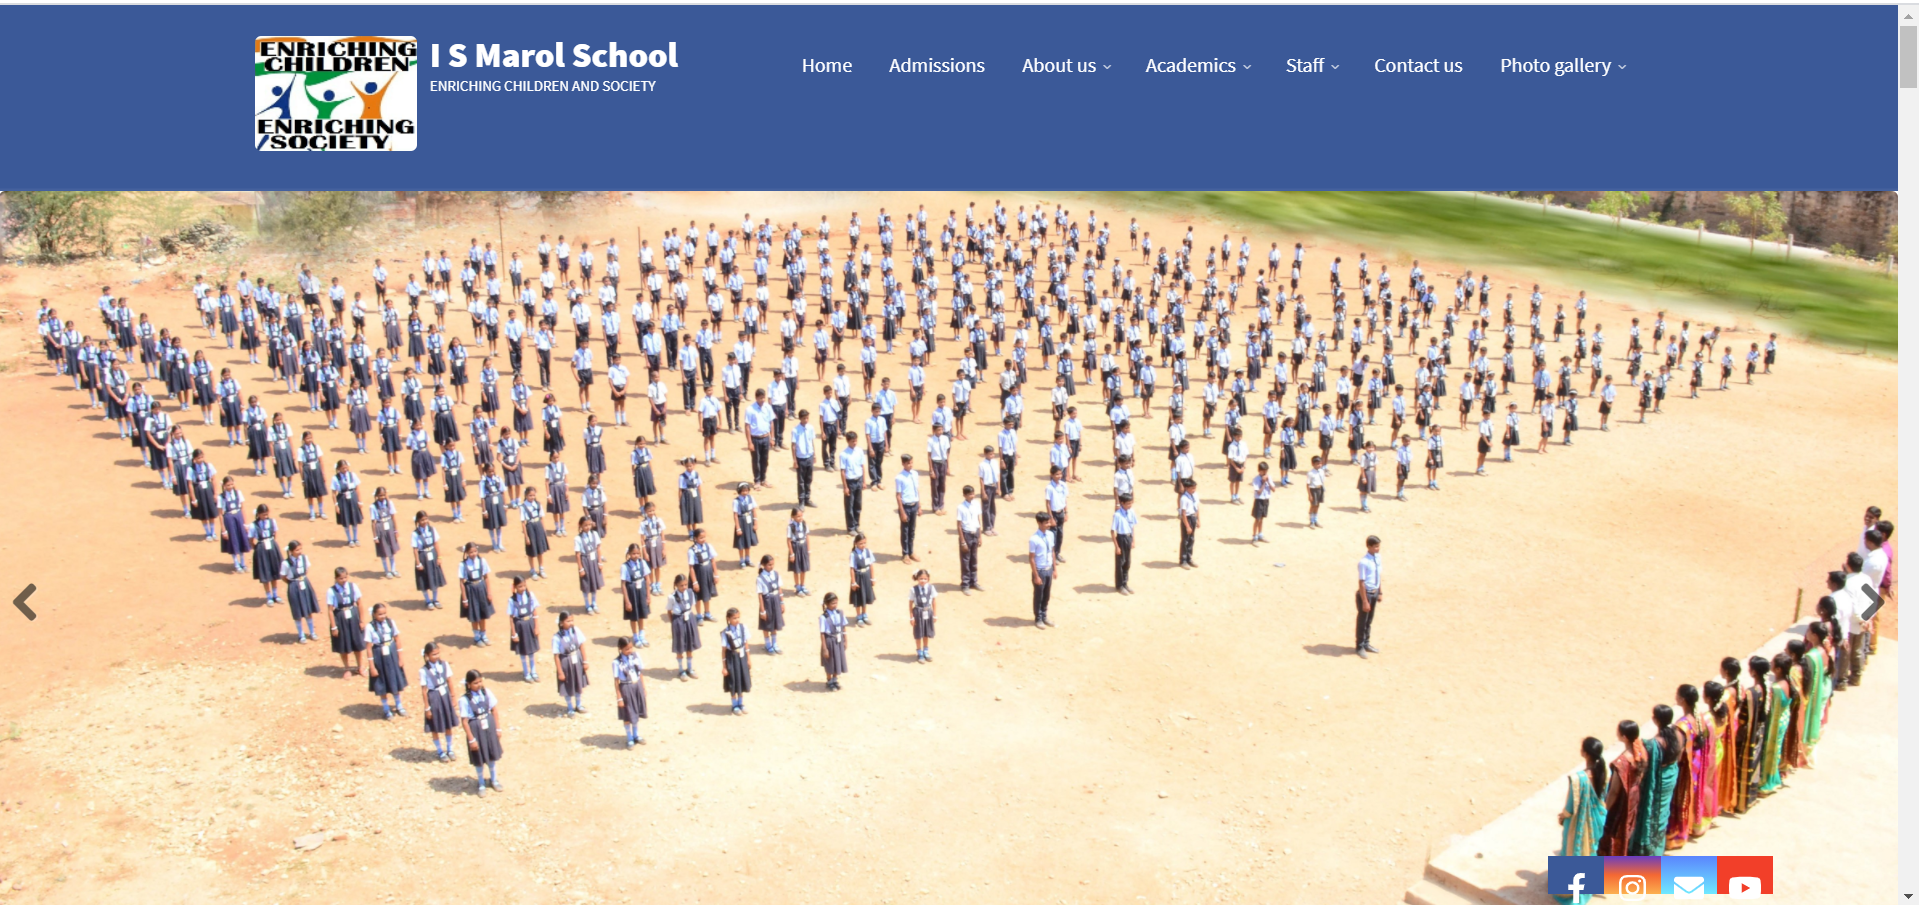 ENRICHING
CHILDREN
ENRICHING
SOCIETY
I S Marol School
ENRICHING CHILDREN AND SOCIETY
Home
Admissions
About us
Academics
Staff
Contact us
Photo gallery